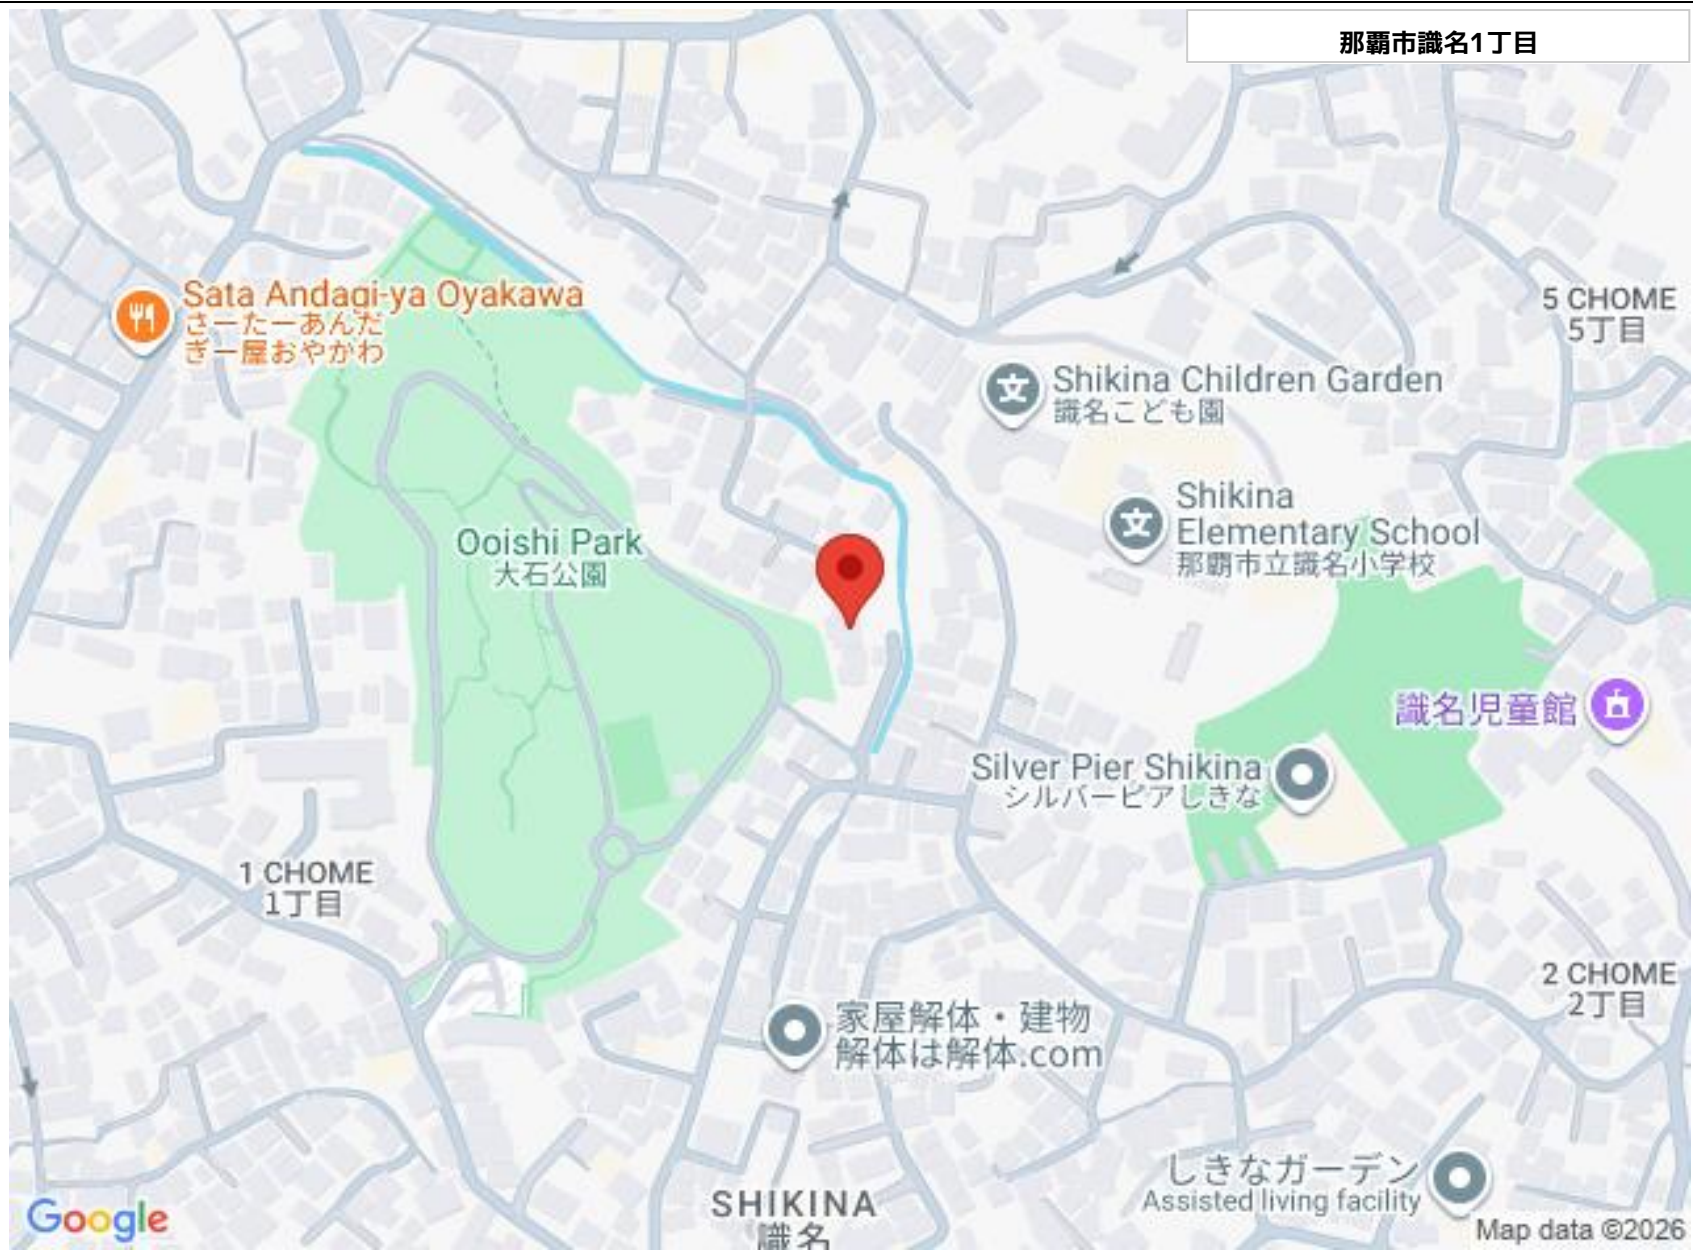 那覇市識名1丁目
Sata Andagi-ya Oyakawa
さーたーあんだ
ぎー屋おやかわ
5 CHOME
5丁目
Shikina Children Garden
識名こども園
Shikina
Elementary School
那覇市立識名小学校
Ooishi Park
大石公園
識名児童館
Silver Pier Shikina
シルバーピアしきな
1 CHOME
1丁目
2 CHOME
2丁目
家屋解体・建物
解体は解体.com
しきなガーデン
Assisted living facility
SHIKINA
識名
Google
Map data ©2026